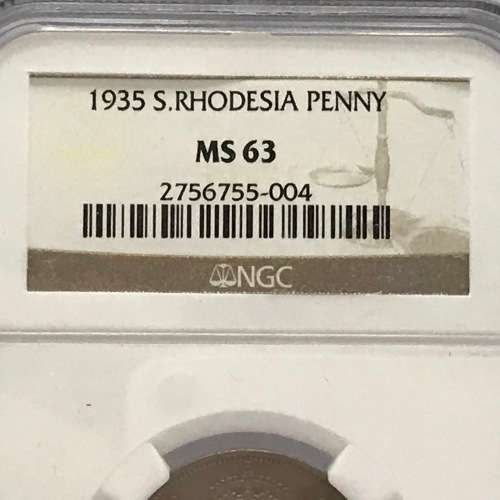 1935 S.RHODESIA PENNY
MS 63
2756755-004
NGC